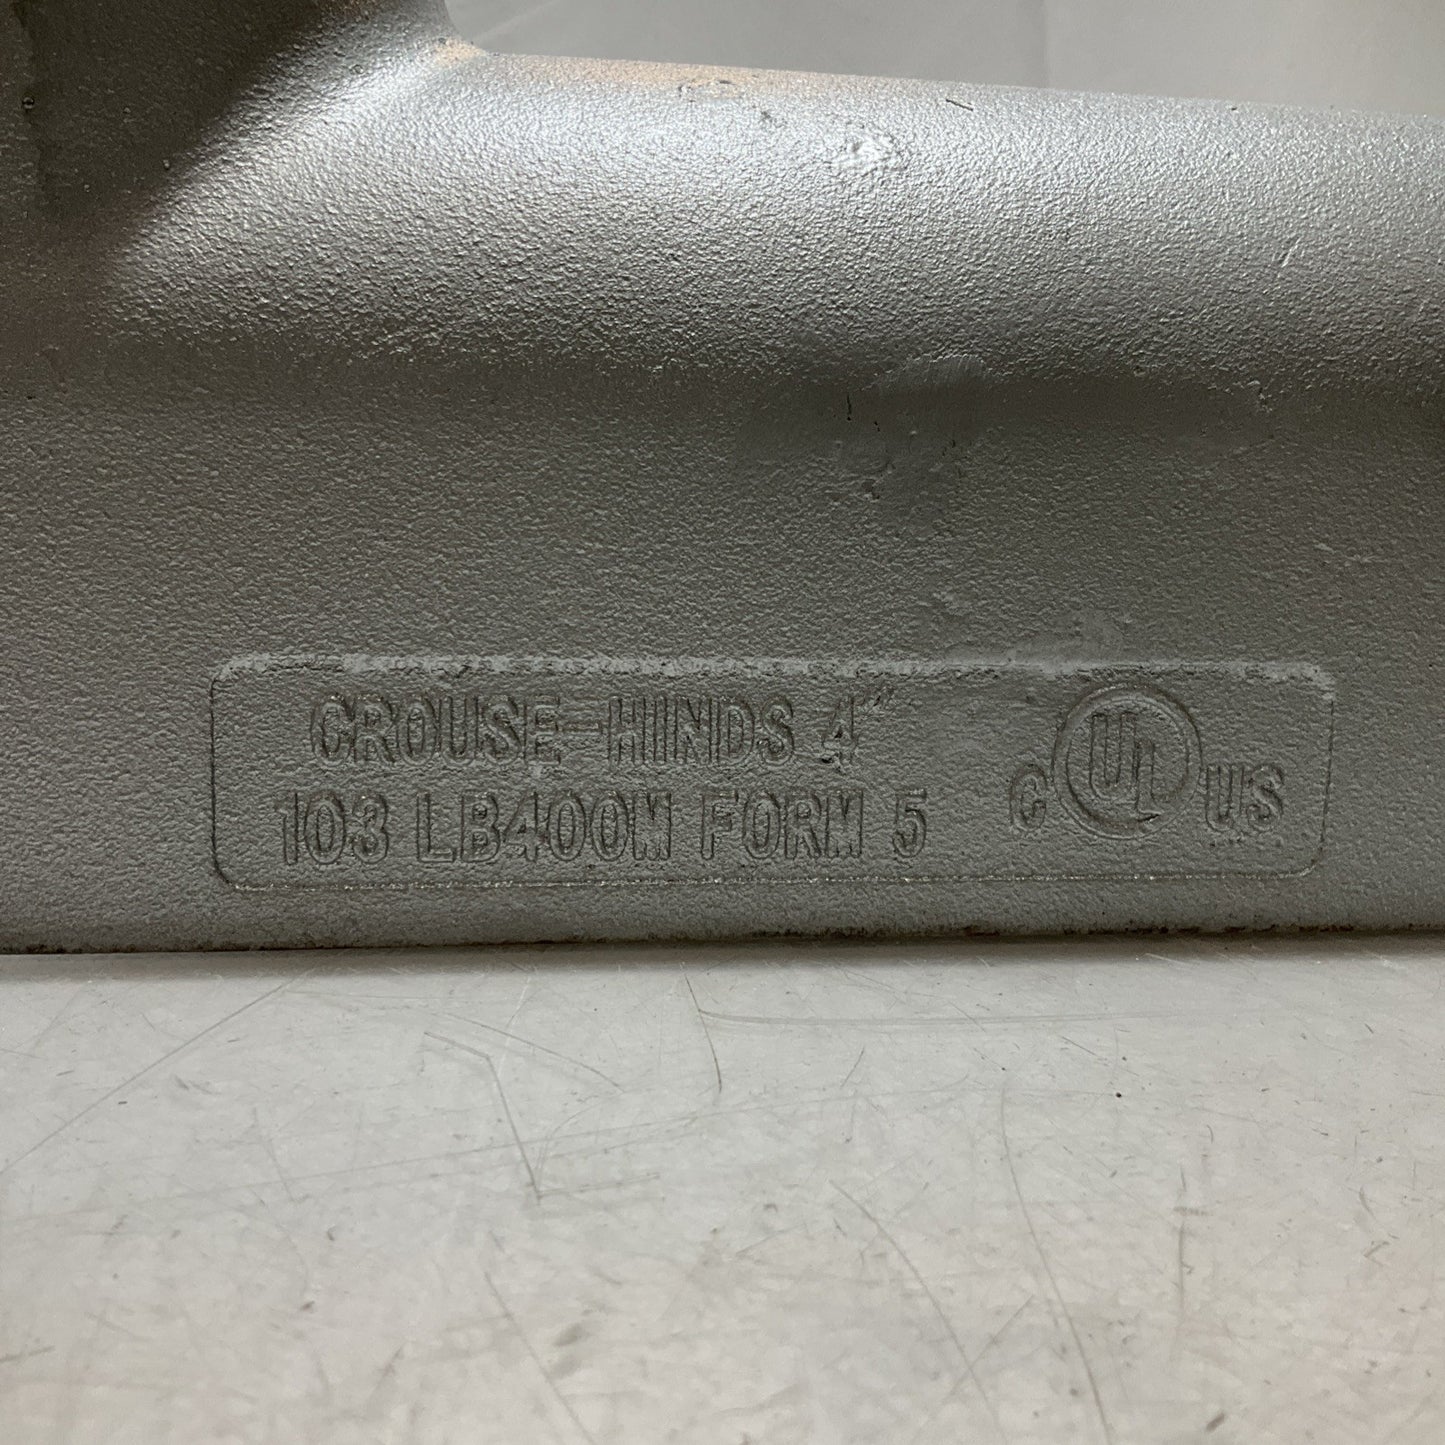 CROUSE-HINDS 4"
103 LB400M FORM 5
C UL US